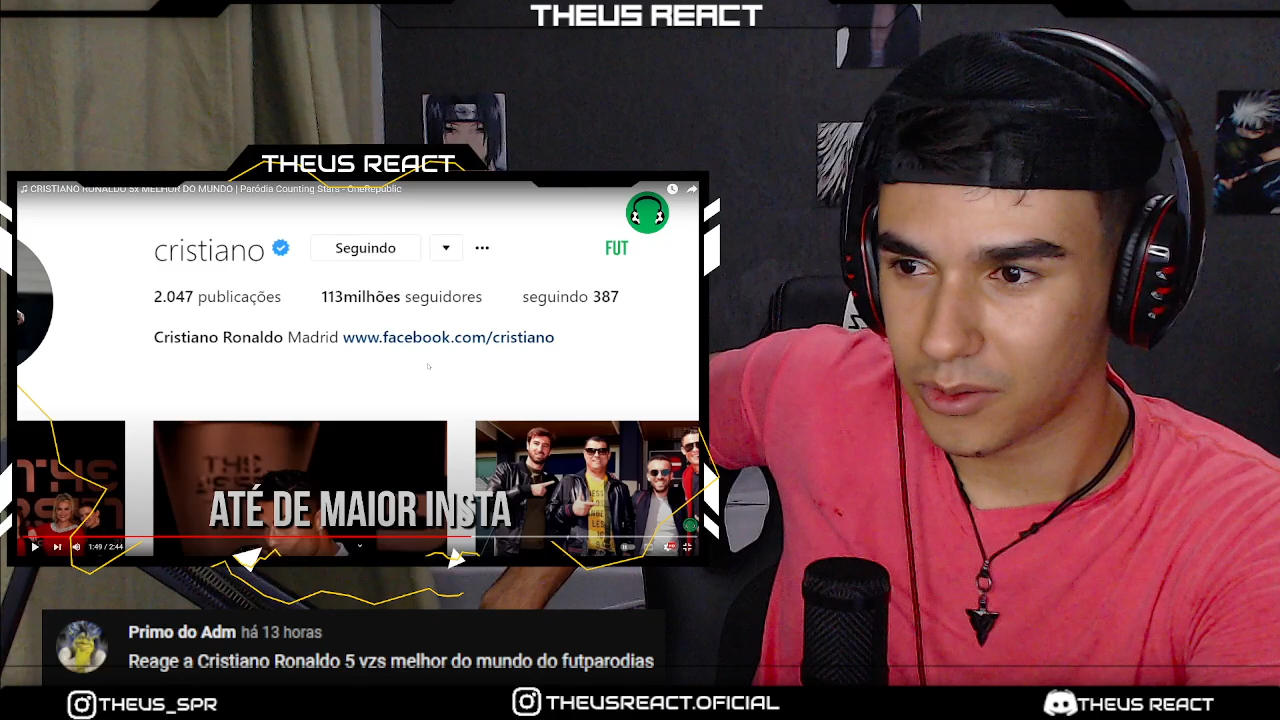 THEUS REACT
THEUS REACT
♫ CRISTIANO RONALDO 5x MELHOR DO MUNDO | Paródia Counting Stars - OneRepublic
cristiano
Seguindo
FUT
2.047 publicações
113milhões seguidores
seguindo 387
Cristiano Ronaldo Madrid www.facebook.com/cristiano
ATÉ DE MAIOR INSTA
1:49 / 2:44
Primo do Adm há 13 horas
Reage a Cristiano Ronaldo 5 vzs melhor do mundo do futparodias
THEUS_SPR
THEUSREACT.OFICIAL
THEUS REACT